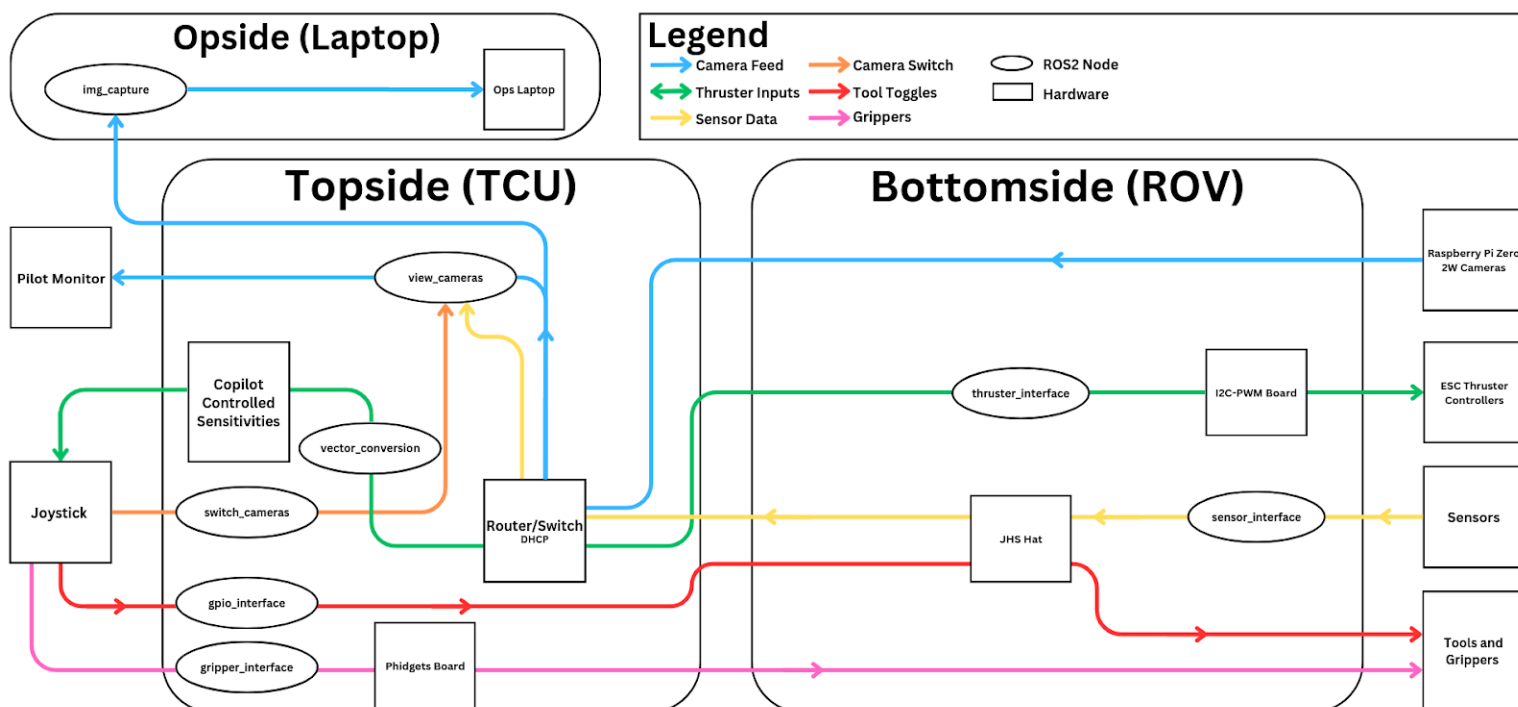 Opside (Laptop)
img_capture
Ops Laptop
Legend
Camera Feed
Camera Switch
ROS2 Node
Thruster Inputs
Tool Toggles
Hardware
Sensor Data
Grippers
Topside (TCU)
Bottomside (ROV)
Pilot Monitor
view_cameras
Raspberry Pi Zero
2W Cameras
Copilot
Controlled
Sensitivities
vector_conversion
thruster_interface
I2C-PWM Board
ESC Thruster
Controllers
Joystick
switch_cameras
Router/Switch
DHCP
JHS Hat
sensor_interface
Sensors
gpio_interface
gripper_interface
Phidgets Board
Tools and
Grippers